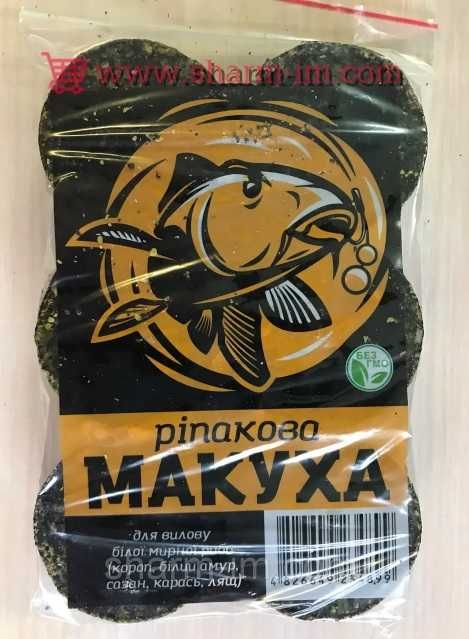 www.sharm-im.com
БЕЗ
ГМО
ріпакова
МАКУХА
для вилову
білої мирної риби
(короп, білий амур,
сазан, карась, лящ)